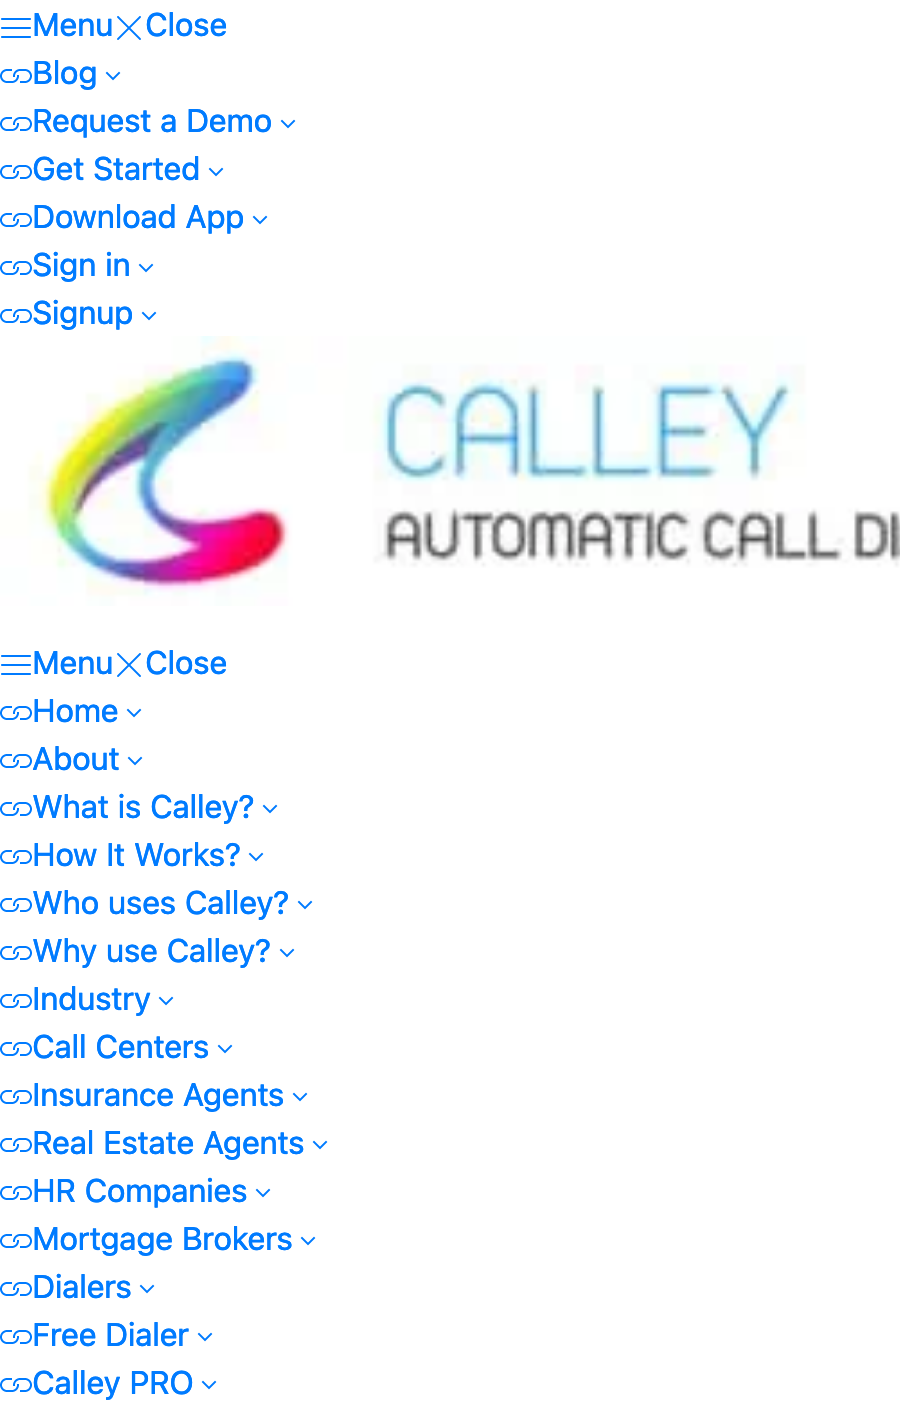 Menu Close
Blog
Request a Demo
Get Started
Download App
Sign in
Signup
CALLEY
AUTOMATIC CALL DI
Menu Close
Home
About
What is Calley?
How It Works?
Who uses Calley?
Why use Calley?
Industry
Call Centers
Insurance Agents
Real Estate Agents
HR Companies
Mortgage Brokers
Dialers
Free Dialer
Calley PRO